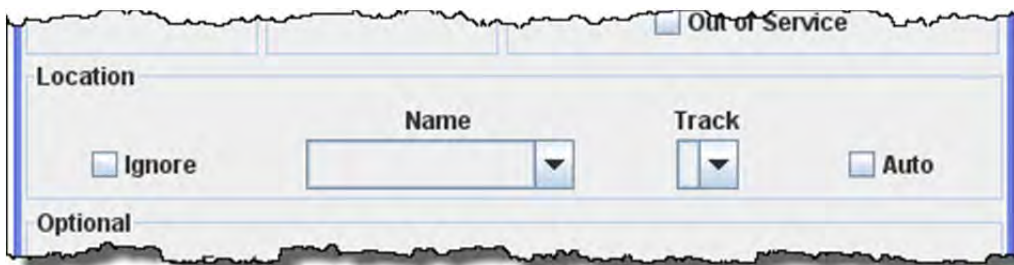 Out of Service
Location
Name Track
Ignore Auto
Optional